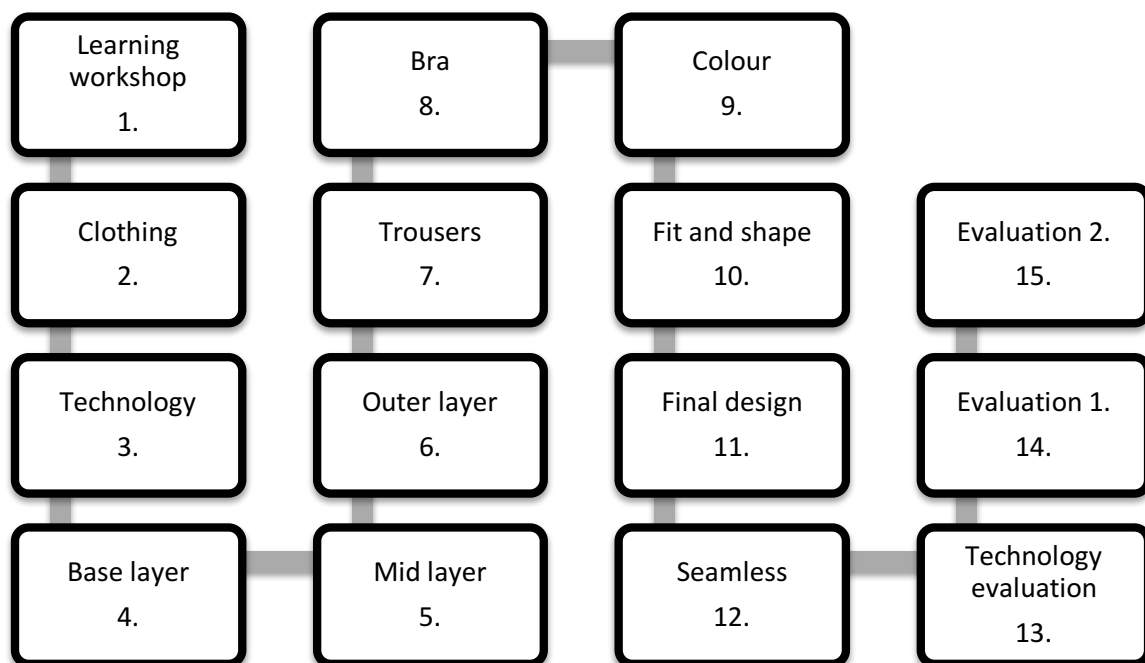 Learning
workshop
1.
Clothing
2.
Technology
3.
Base layer
4.
Mid layer
5.
Outer layer
6.
Trousers
7.
Bra
8.
Colour
9.
Fit and shape
10.
Final design
11.
Seamless
12.
Technology
evaluation
13.
Evaluation 1.
14.
Evaluation 2.
15.